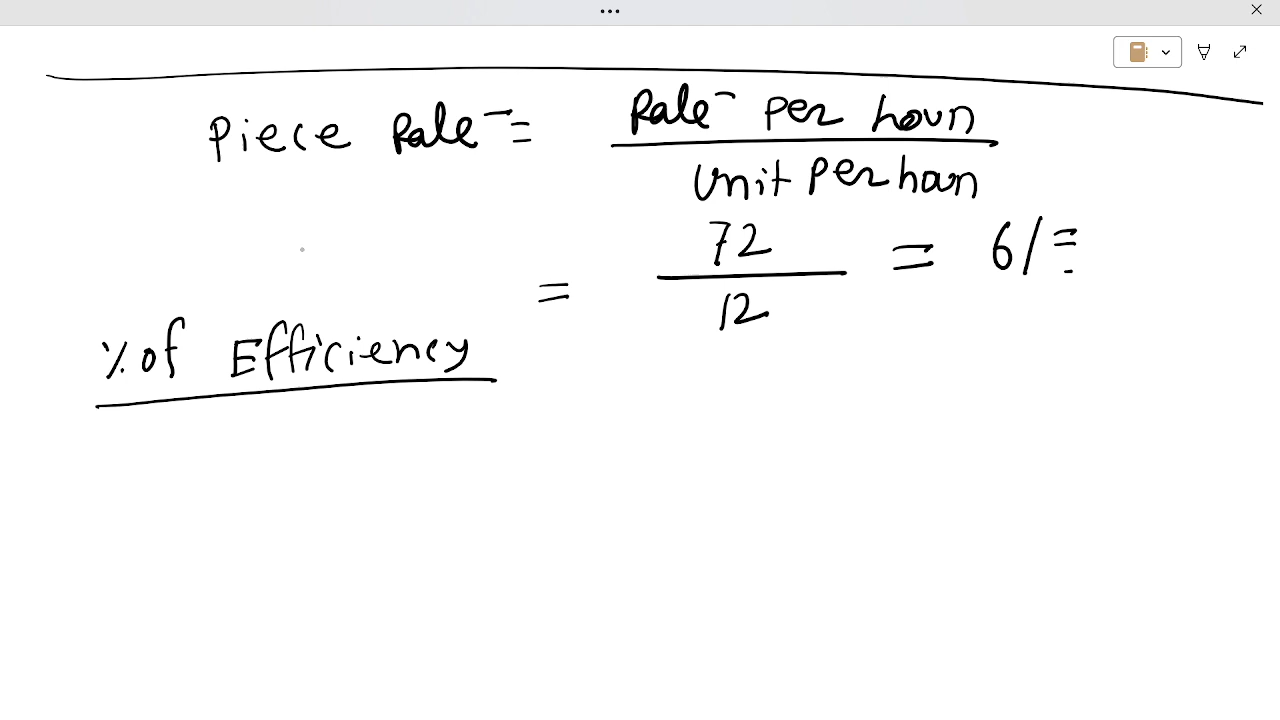 Piece Rate = Rate per hour
Unit per hour
= 72 = 6/=
12
% of Efficiency